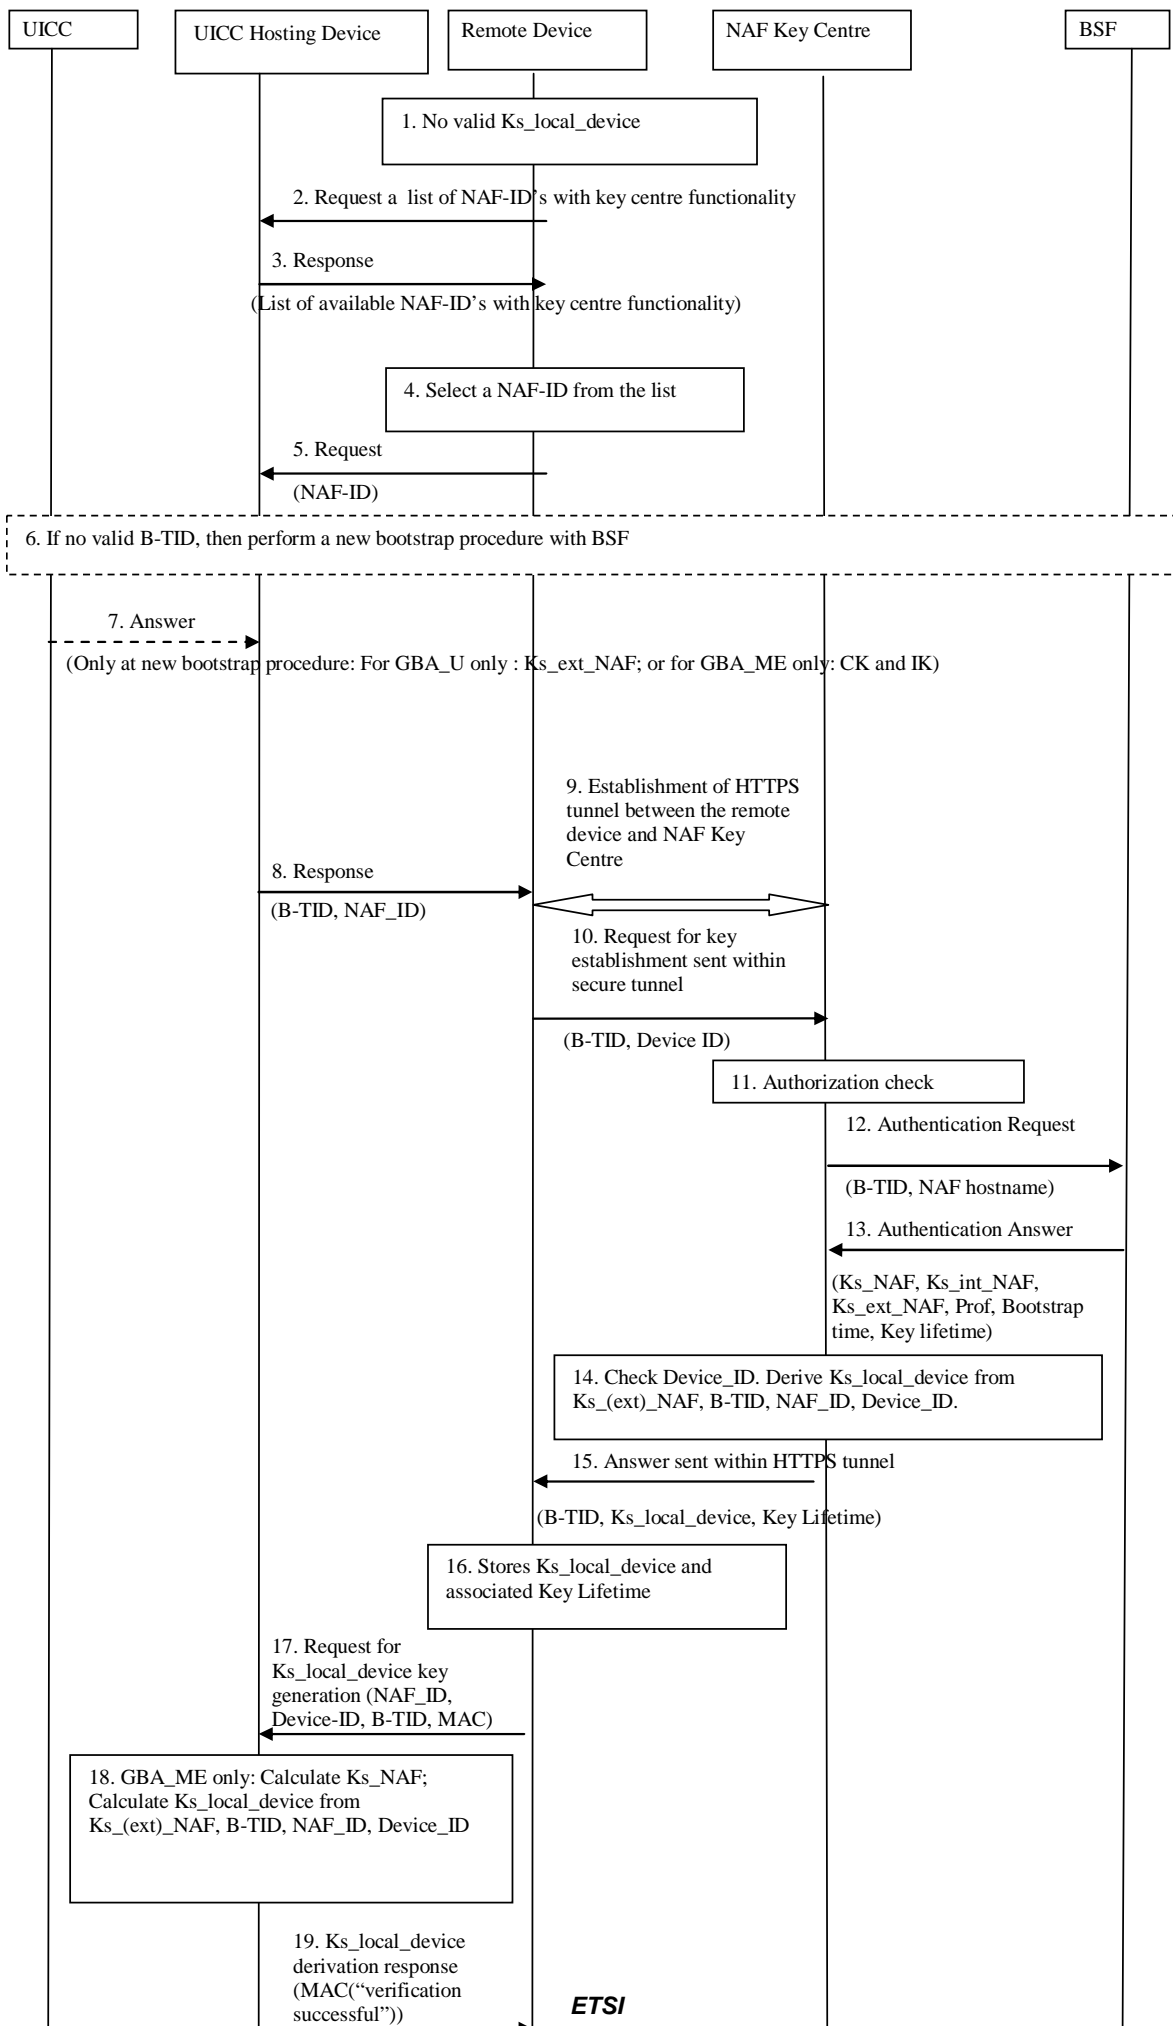 UICC
UICC Hosting Device
Remote Device
NAF Key Centre
BSF
1. No valid Ks_local_device
2. Request a  list of NAF-ID’s with key centre functionality
3. Response
(List of available NAF-ID’s with key centre functionality)
4. Select a NAF-ID from the list
5. Request
(NAF-ID)
6. If no valid B-TID, then perform a new bootstrap procedure with BSF
7. Answer
(Only at new bootstrap procedure: For GBA_U only : Ks_ext_NAF; or for GBA_ME only: CK and IK)
9. Establishment of HTTPS
tunnel between the remote
device and NAF Key
Centre
8. Response
(B-TID, NAF_ID)
10. Request for key
establishment sent within
secure tunnel
(B-TID, Device ID)
11. Authorization check
12. Authentication Request
(B-TID, NAF hostname)
13. Authentication Answer
(Ks_NAF, Ks_int_NAF,
Ks_ext_NAF, Prof, Bootstrap
time, Key lifetime)
14. Check Device_ID. Derive Ks_local_device from
Ks_(ext)_NAF, B-TID, NAF_ID, Device_ID.
15. Answer sent within HTTPS tunnel
(B-TID, Ks_local_device, Key Lifetime)
16. Stores Ks_local_device and
associated Key Lifetime
17. Request for
Ks_local_device key
generation (NAF_ID,
Device-ID, B-TID, MAC)
18. GBA_ME only: Calculate Ks_NAF;
Calculate Ks_local_device from
Ks_(ext)_NAF, B-TID, NAF_ID, Device_ID
19. Ks_local_device
derivation response
(MAC(“verification
successful”))
ETSI